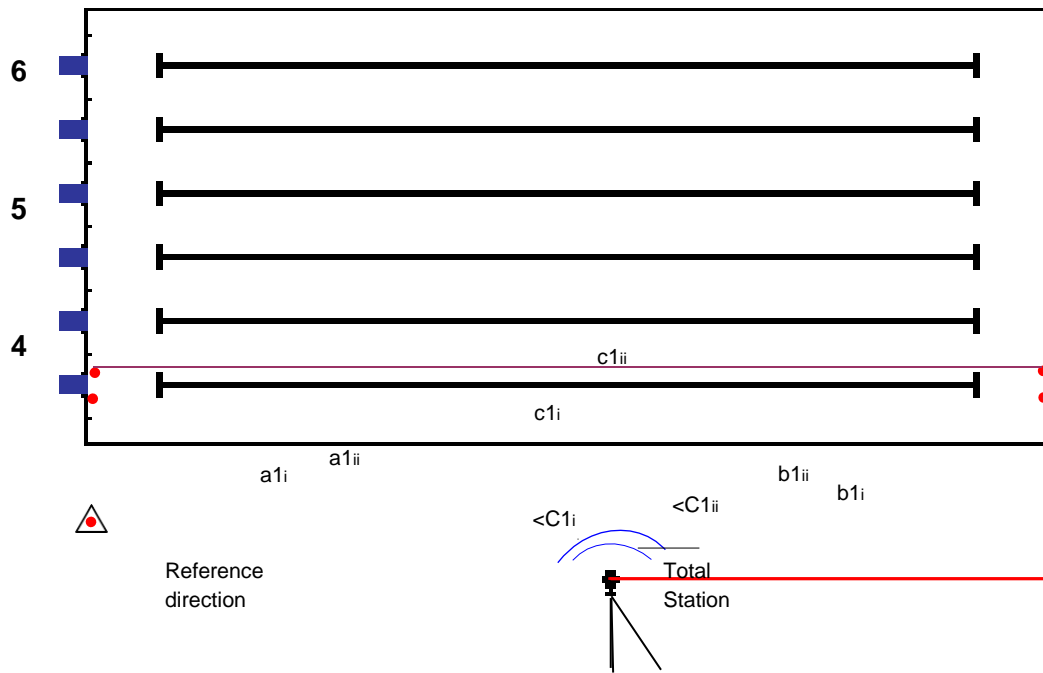 6
5
4
c1ii
c1i
a1ii
a1i
b1ii
b1i
<C1i
<C1ii
Reference
direction
Total
Station